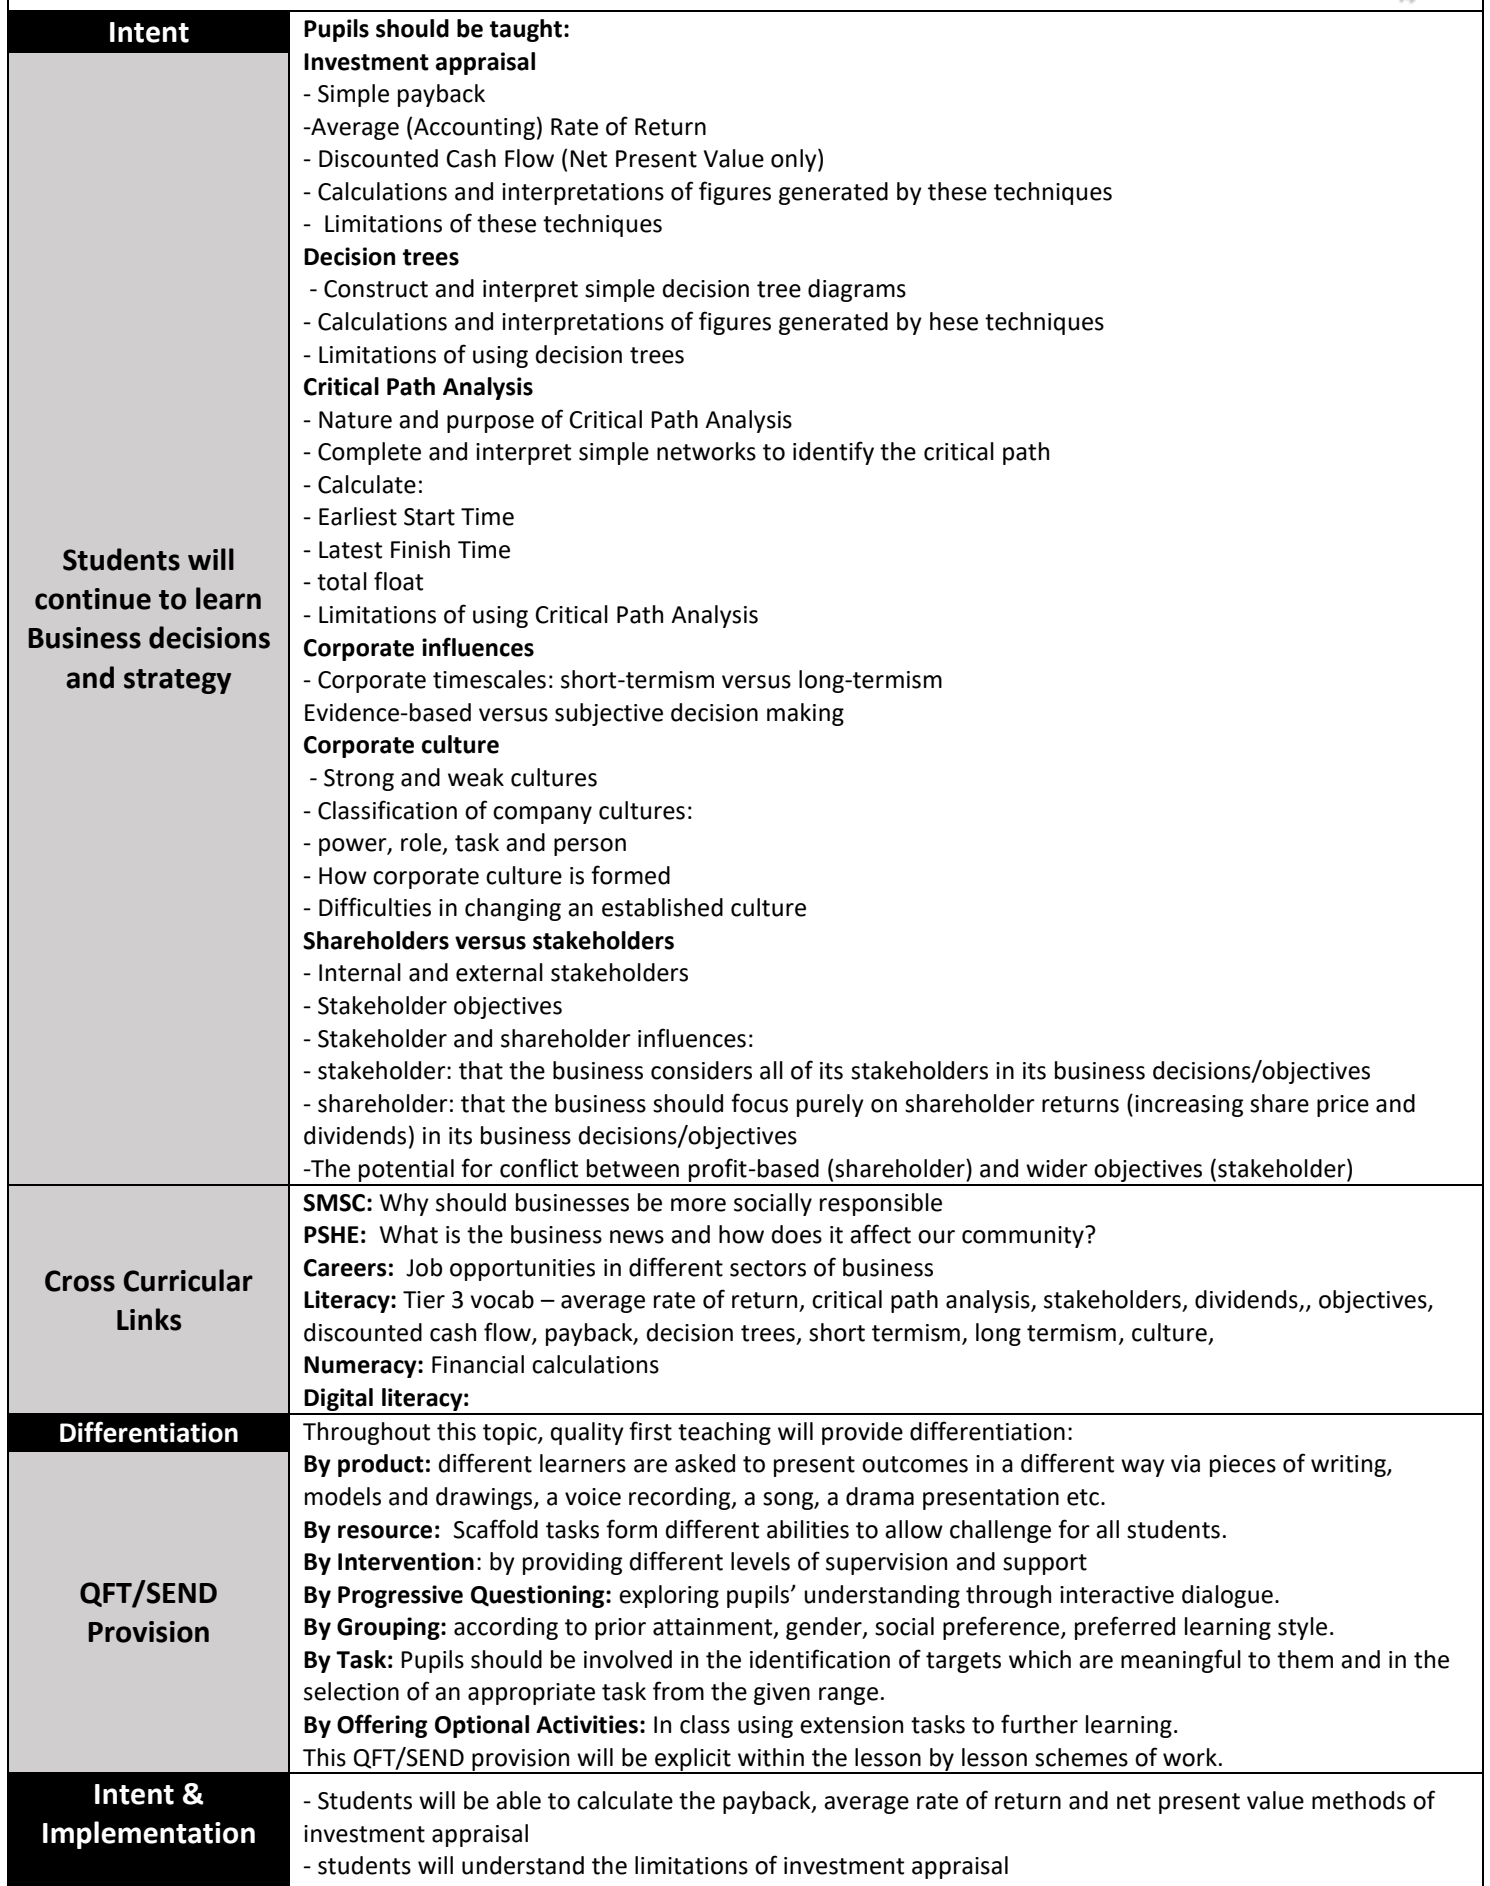 Intent
Pupils should be taught:
Investment appraisal
- Simple payback
-Average (Accounting) Rate of Return
- Discounted Cash Flow (Net Present Value only)
- Calculations and interpretations of figures generated by these techniques
-  Limitations of these techniques
Decision trees
- Construct and interpret simple decision tree diagrams
- Calculations and interpretations of figures generated by hese techniques
- Limitations of using decision trees
Critical Path Analysis
- Nature and purpose of Critical Path Analysis
- Complete and interpret simple networks to identify the critical path
- Calculate:
- Earliest Start Time
- Latest Finish Time
- total float
- Limitations of using Critical Path Analysis
Corporate influences
- Corporate timescales: short-termism versus long-termism
Evidence-based versus subjective decision making
Corporate culture
- Strong and weak cultures
- Classification of company cultures:
- power, role, task and person
- How corporate culture is formed
- Difficulties in changing an established culture
Shareholders versus stakeholders
- Internal and external stakeholders
- Stakeholder objectives
- Stakeholder and shareholder influences:
- stakeholder: that the business considers all of its stakeholders in its business decisions/objectives
- shareholder: that the business should focus purely on shareholder returns (increasing share price and
dividends) in its business decisions/objectives
-The potential for conflict between profit-based (shareholder) and wider objectives (stakeholder)
Students will
continue to learn
Business decisions
and strategy
Cross Curricular
Links
SMSC: Why should businesses be more socially responsible
PSHE:  What is the business news and how does it affect our community?
Careers:  Job opportunities in different sectors of business
Literacy: Tier 3 vocab – average rate of return, critical path analysis, stakeholders, dividends,, objectives,
discounted cash flow, payback, decision trees, short termism, long termism, culture,
Numeracy: Financial calculations
Digital literacy:
Differentiation
Throughout this topic, quality first teaching will provide differentiation:
QFT/SEND
Provision
By product: different learners are asked to present outcomes in a different way via pieces of writing,
models and drawings, a voice recording, a song, a drama presentation etc.
By resource:  Scaffold tasks form different abilities to allow challenge for all students.
By Intervention: by providing different levels of supervision and support
By Progressive Questioning: exploring pupils’ understanding through interactive dialogue.
By Grouping: according to prior attainment, gender, social preference, preferred learning style.
By Task: Pupils should be involved in the identification of targets which are meaningful to them and in the
selection of an appropriate task from the given range.
By Offering Optional Activities: In class using extension tasks to further learning.
This QFT/SEND provision will be explicit within the lesson by lesson schemes of work.
Intent &
Implementation
- Students will be able to calculate the payback, average rate of return and net present value methods of
investment appraisal
- students will understand the limitations of investment appraisal